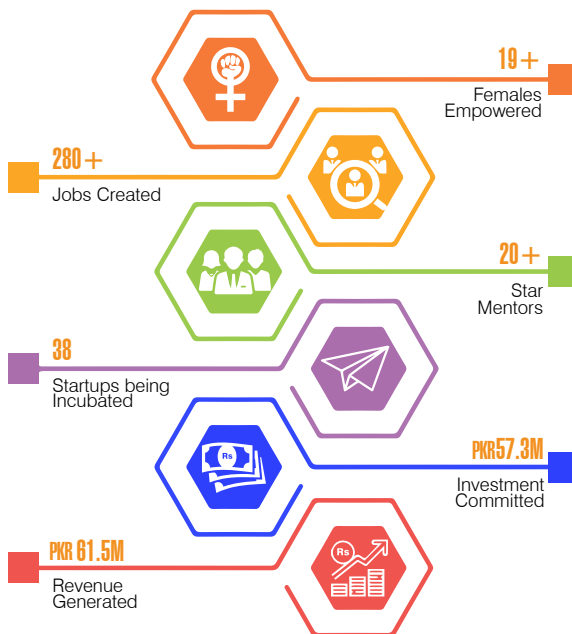 19+
Females
Empowered
280+
Jobs Created
20+
Star
Mentors
38
Startups being
Incubated
Rs
PKR57.3M
Investment
Committed
PKR 61.5M
Revenue
Generated
Rs